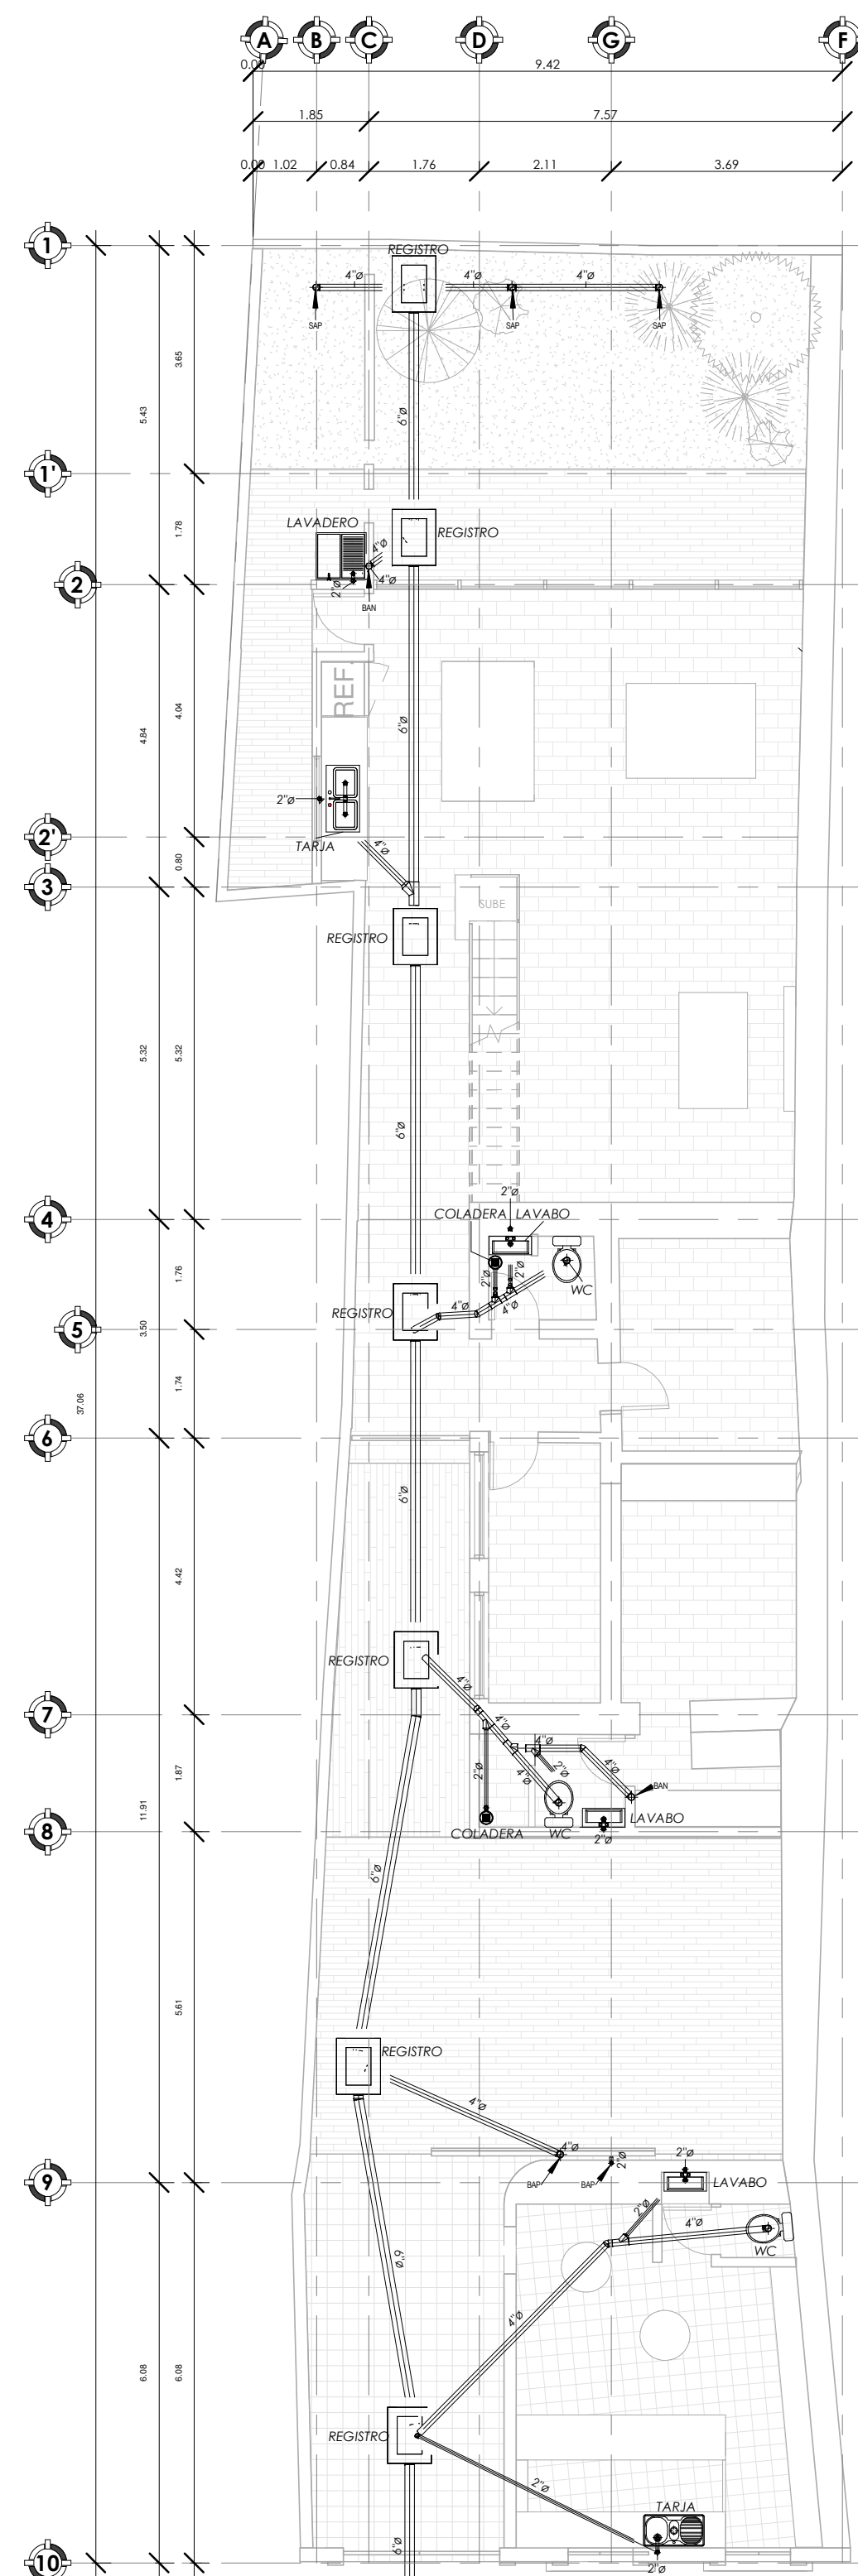 A B C D G F
0.00 9.42
1.85 7.57
0.00 1.02 0.84 1.76 2.11 3.69
1
REGISTRO
4"ø 4"ø 4"ø
SAP SAP SAP
3.65
5.43
6"ø
1'
LAVADERO
REGISTRO
1.78
4"ø
2
2"ø 4"ø
BAN
REF.
4.04
6"ø
4.84
2"ø
2'
TARJA
4"ø
0.80
3
SUBE
REGISTRO
5.32 5.32
6"ø
2"ø
4
COLADERA LAVABO
1.76
2"ø 2"ø
WC
4"ø 4"ø
REGISTRO
5
3.50
1.74
37.06
6
6"ø
4.42
REGISTRO
4"ø
7
4"ø
4"ø
2"ø 4"ø 2"ø 4"ø
1.87
BAN
11.91
LAVABO
8
COLADERA WC
2"ø
6"ø
5.61
REGISTRO
4"ø
4"ø
2"ø 2"ø
9
BAP BAP
LAVABO
2"ø 4"ø
WC
6"ø
4"ø
6.08 6.08
REGISTRO
2"ø
TARJA
6"ø
10
2"ø